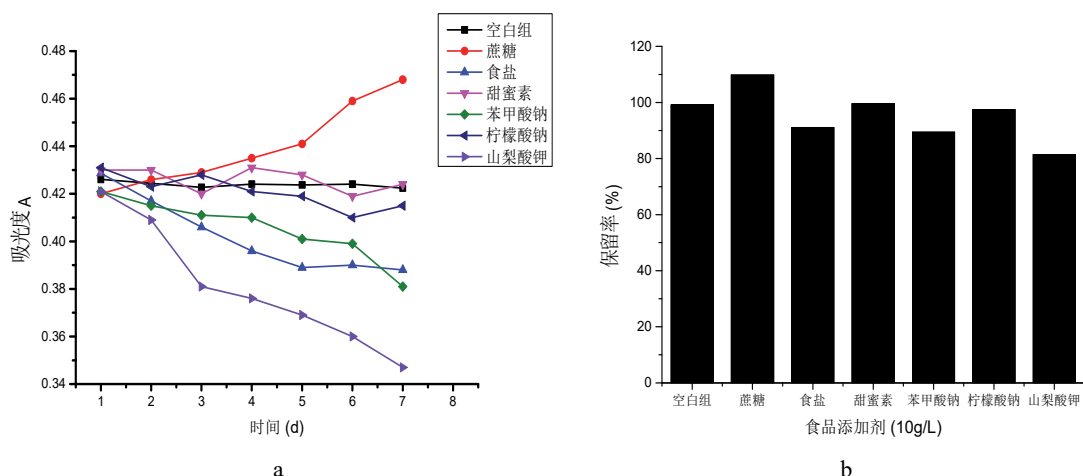 空白组
蔗糖
食盐
甜蜜素
苯甲酸钠
柠檬酸钠
山梨酸钾
0.48
0.46
0.44
0.42
0.40
0.38
0.36
0.34
吸光度 A
1 2 3 4 5 6 7 8
时间 (d)
a
120
100
80
60
40
20
0
保留率 (%)
空白组 蔗糖 食盐 甜蜜素 苯甲酸钠 柠檬酸钠 山梨酸钾
食品添加剂 (10g/L)
b